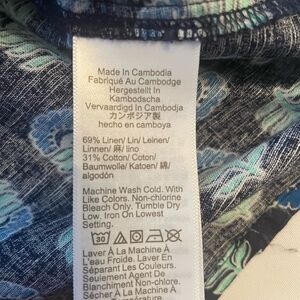 Made In Cambodia
Fabriqué Au Cambodge
Hergestellt In
Kambodscha
Vervaardigd In Cambodja
カンボジア製
hecho en camboya
69% Linen/ Lin/ Leinen/
Linnen/ 麻/ lino
31% Cotton/ Coton/
Baumwolle/ Katoen/ 綿/
algodón
Machine Wash Cold. With
Like Colors. Non-chlorine
Bleach Only. Tumble Dry
Low. Iron On Lowest
Setting.
30
Laver À La Machine À
L'eau Froide. Laver En
Séparant Les Couleurs.
Seulement Agent De
Blanchiment Non Chloré.
Sécher À La Machine À